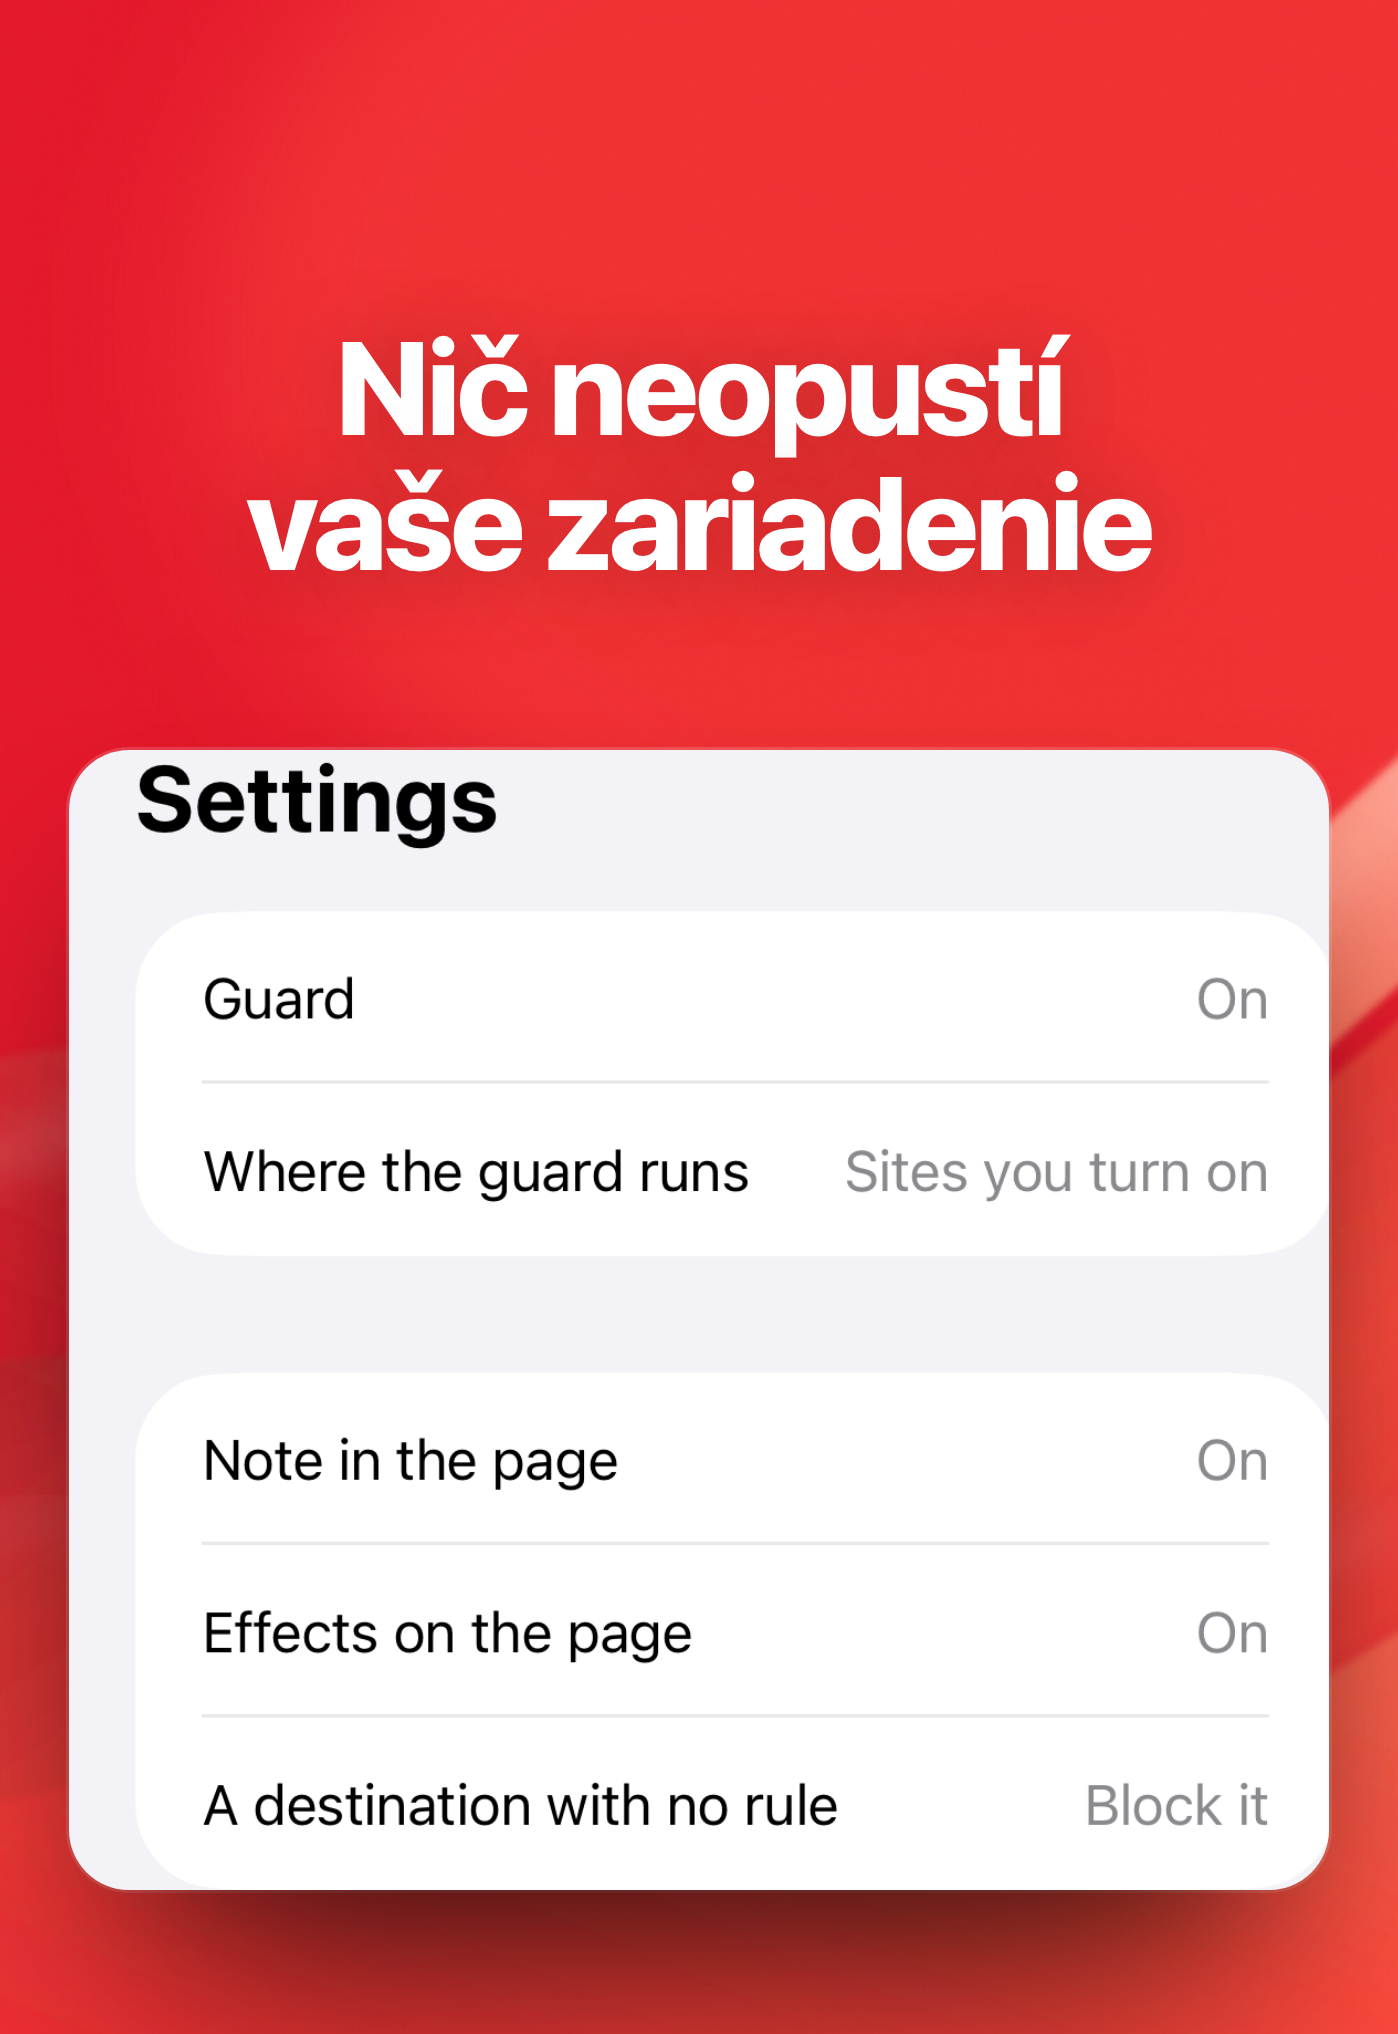 Nič neopustí
vaše zariadenie
Settings
Guard On
Where the guard runs Sites you turn on
Note in the page On
Effects on the page On
A destination with no rule Block it